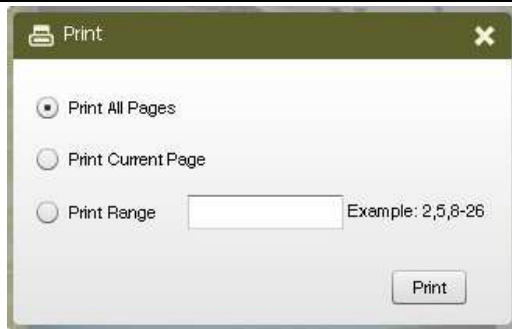 Print
Print All Pages
Print Current Page
Print Range Example: 2,5,8-26
Print